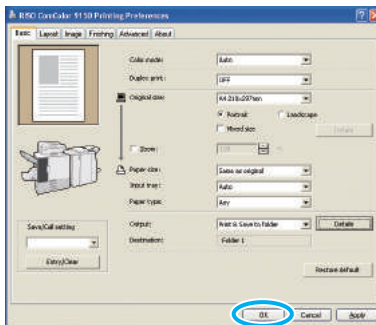 RISO ComColor 9150 Printing Preferences
Basic Layout Image Finishing Advanced About
Color mode: Auto
Duplex print: OFF
Original size: A4 210x297mm
Portrait Landscape
Mixed size Details
Zoom: 100 %
Paper size: Same as original
Input tray: Auto
Paper type: Any
Save/Call setting
Output: Print & Save to Folder Details
Destination: Folder 1
Entry/Clear
Restore default
OK Cancel Apply